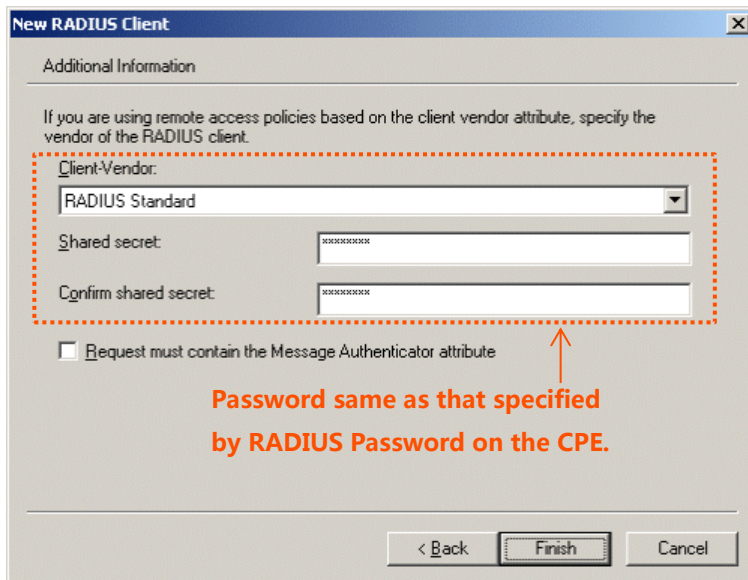 New RADIUS Client
Additional Information
If you are using remote access policies based on the client vendor attribute, specify the
vendor of the RADIUS client.
Client-Vendor:
RADIUS Standard
Shared secret:
××××××××
Confirm shared secret:
××××××××
Request must contain the Message Authenticator attribute
Password same as that specified
by RADIUS Password on the CPE.
< Back
Finish
Cancel